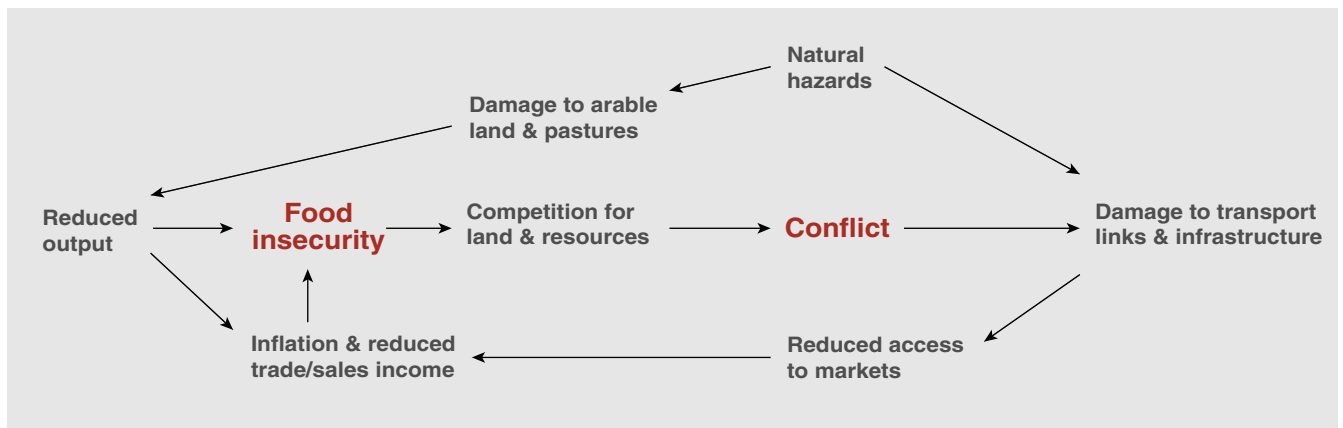 Natural
hazards
Damage to arable
land & pastures
Reduced
output
Food
insecurity
Competition for
land & resources
Conflict
Damage to transport
links & infrastructure
Inflation & reduced
trade/sales income
Reduced access
to markets